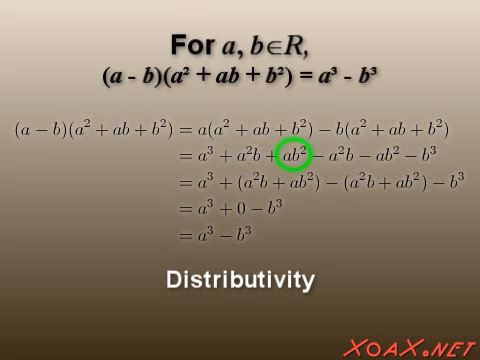 For a, b∈R,
(a - b)(a² + ab + b²) = a³ - b³
(a − b)(a² + ab + b²) = a(a² + ab + b²) − b(a² + ab + b²)
= a³ + a²b + ab² − a²b − ab² − b³
= a³ + (a²b + ab²) − (a²b + ab²) − b³
= a³ + 0 − b³
= a³ − b³
Distributivity
XOAX.NET